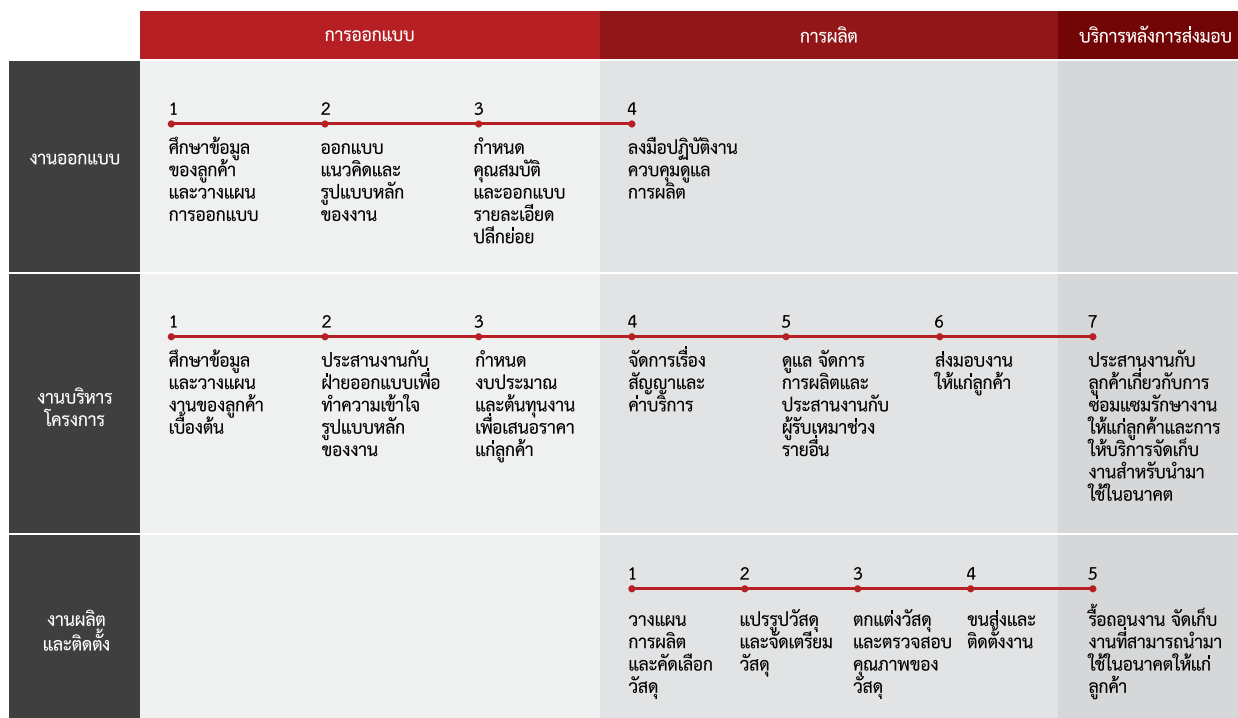 การออกแบบ
การผลิต
บริการหลังการส่งมอบ
งานออกแบบ
1
ศึกษาข้อมูล
ของลูกค้า
และวางแผน
การออกแบบ
2
ออกแบบ
แนวคิดและ
รูปแบบหลัก
ของงาน
3
กำหนด
คุณสมบัติ
และออกแบบ
รายละเอียด
ปลีกย่อย
4
ลงมือปฏิบัติงาน
ควบคุมดูแล
การผลิต
งานบริหาร
โครงการ
1
ศึกษาข้อมูล
และวางแผน
งานของลูกค้า
เบื้องต้น
2
ประสานงานกับ
ฝ่ายออกแบบเพื่อ
ทำความเข้าใจ
รูปแบบหลัก
ของงาน
3
กำหนด
งบประมาณ
และต้นทุนงาน
เพื่อเสนอราคา
แก่ลูกค้า
4
จัดการเรื่อง
สัญญาและ
ค่าบริการ
5
ดูแล จัดการ
การผลิตและ
ประสานงานกับ
ผู้รับเหมาช่วง
รายอื่น
6
ส่งมอบงาน
ให้แก่ลูกค้า
7
ประสานงานกับ
ลูกค้าเกี่ยวกับการ
ซ่อมแซมรักษางาน
ให้แก่ลูกค้าและการ
ให้บริการจัดเก็บ
งานสำหรับนำมา
ใช้ในอนาคต
งานผลิต
และติดตั้ง
1
วางแผน
การผลิต
และคัดเลือก
วัสดุ
2
แปรรูปวัสดุ
และจัดเตรียม
วัสดุ
3
ตกแต่งวัสดุ
และตรวจสอบ
คุณภาพของ
วัสดุ
4
ขนส่งและ
ติดตั้งงาน
5
รื้อถอนงาน จัดเก็บ
งานที่สามารถนำมา
ใช้ในอนาคตให้แก่
ลูกค้า